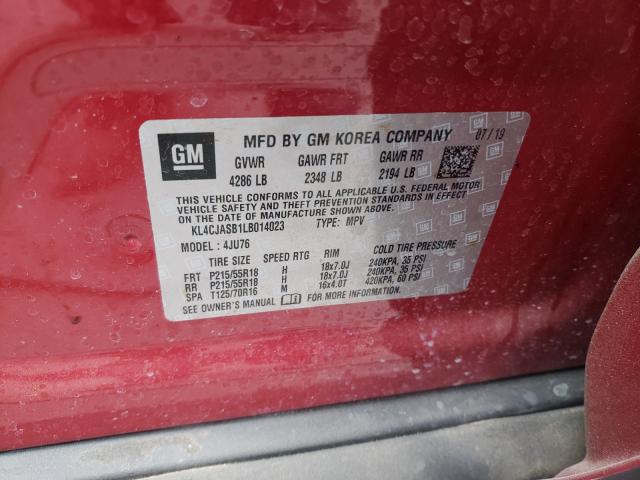 GM
MFD BY GM KOREA COMPANY 07/19
GVWR GAWR FRT GAWR RR
4286 LB 2348 LB 2194 LB
THIS VEHICLE CONFORMS TO ALL APPLICABLE U.S. FEDERAL MOTOR
VEHICLE SAFETY AND THEFT PREVENTION STANDARDS IN EFFECT
ON THE DATE OF MANUFACTURE SHOWN ABOVE.
KL4CJASB1LB014023 TYPE: MPV
MODEL: 4JU76
TIRE SIZE SPEED RTG RIM COLD TIRE PRESSURE
FRT P215/55R18 H 18x7.0J 240KPA, 35 PSI
RR P215/55R18 H 18x7.0J 240KPA, 35 PSI
SPA T125/70R16 M 16x4.0T 420KPA, 60 PSI
SEE OWNER'S MANUAL FOR MORE INFORMATION.